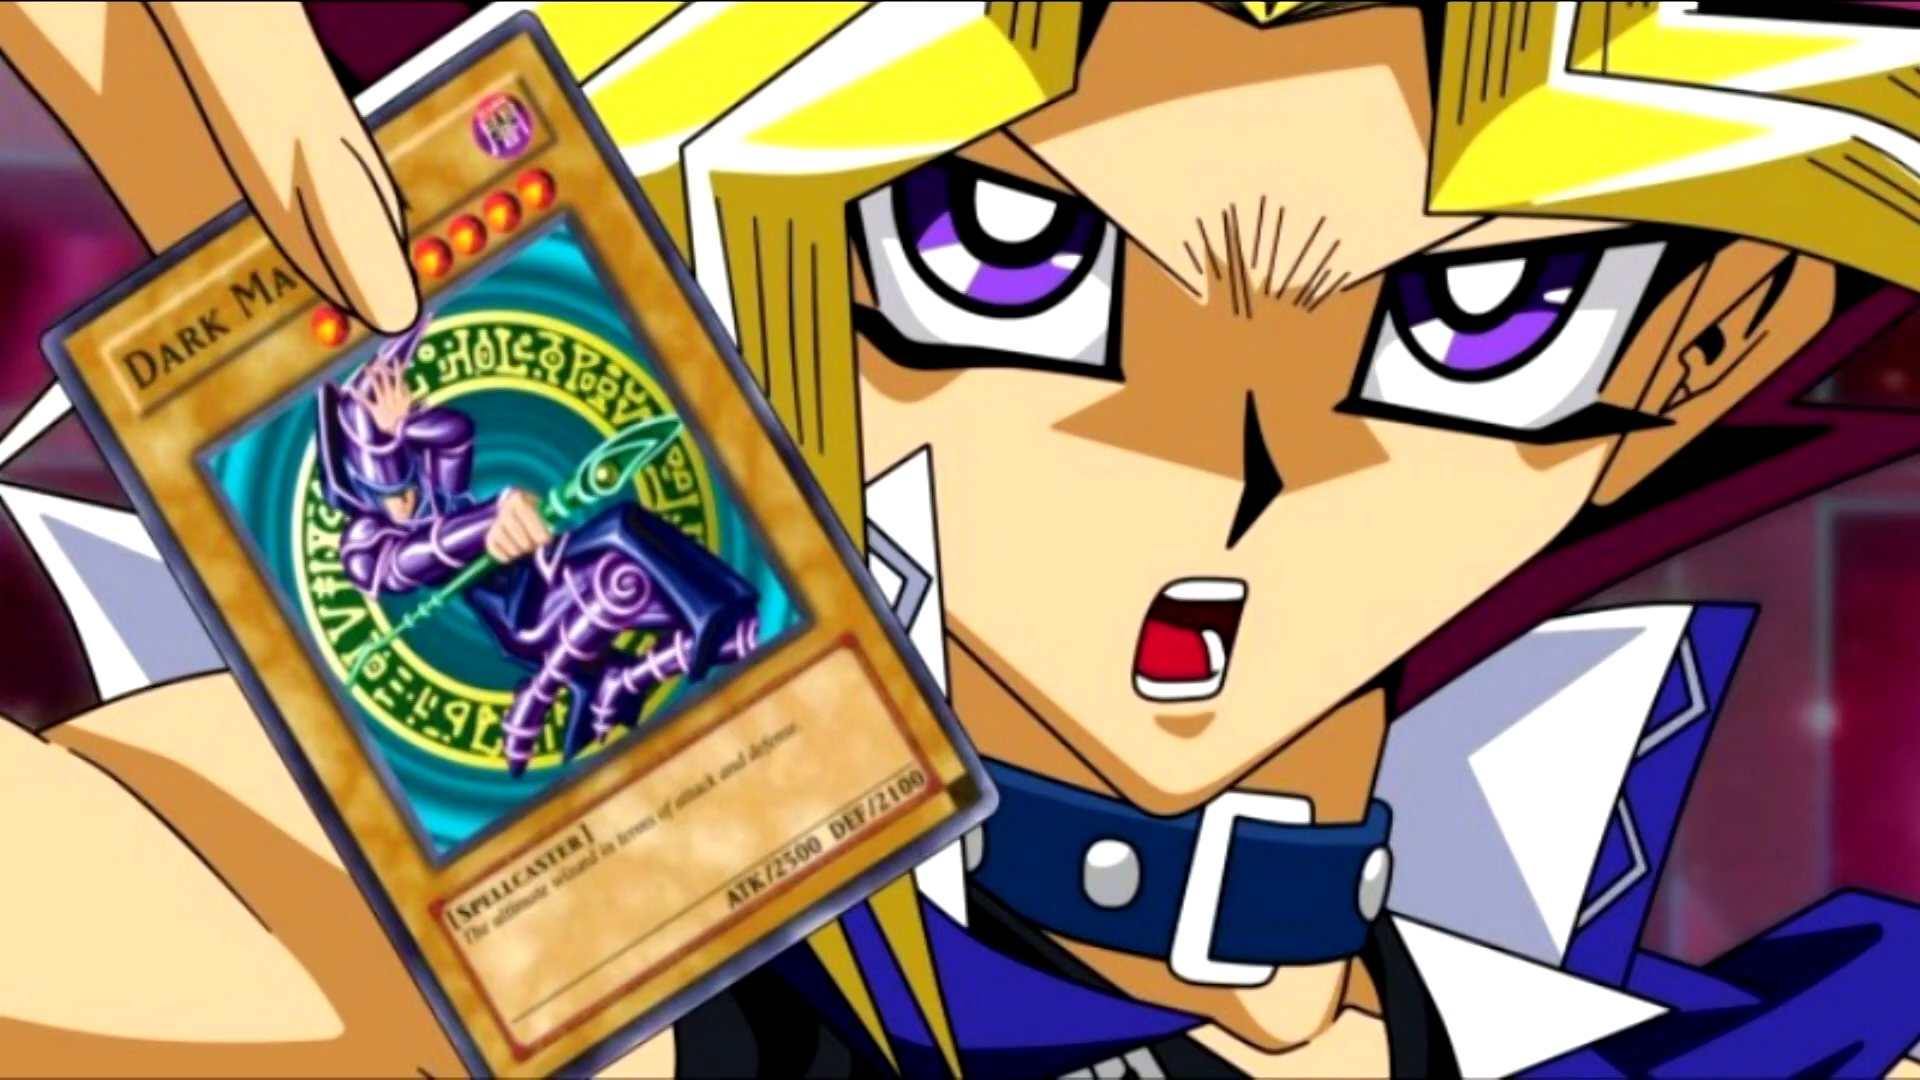 DARK MA
[SPELLCASTER]
The ultimate wizard in terms of attack and defense.
ATK/2500 DEF/2100